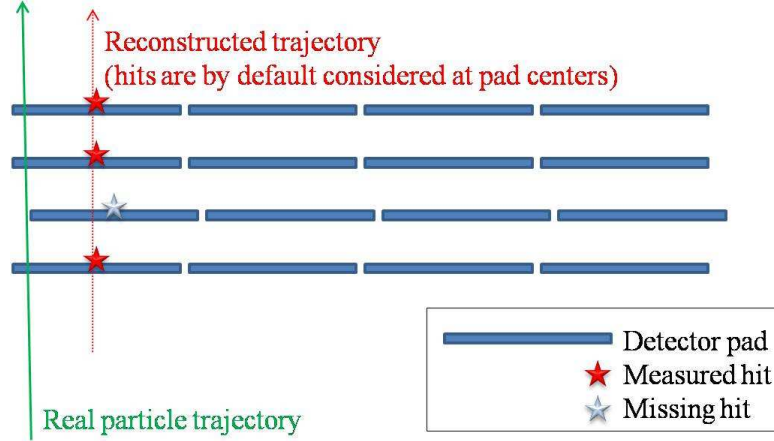 Reconstructed trajectory
(hits are by default considered at pad centers)
Detector pad
Measured hit
Missing hit
Real particle trajectory